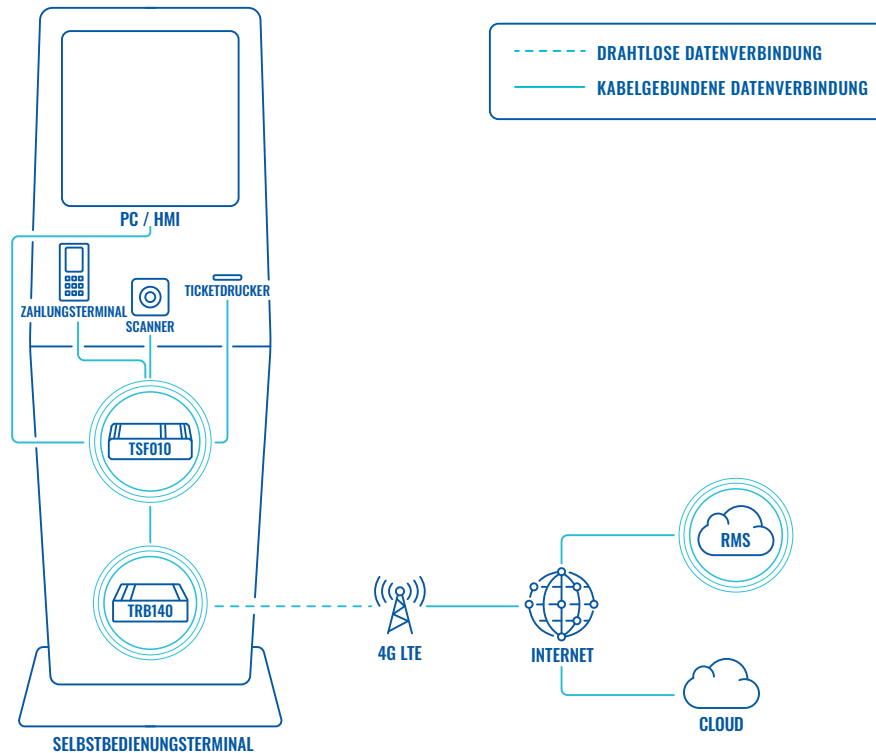 DRAHTLOSE DATENVERBINDUNG
KABELGEBUNDENE DATENVERBINDUNG
PC / HMI
ZAHLUNGSTERMINAL
SCANNER
TICKETDRUCKER
TSF010
TRB140
4G LTE
INTERNET
RMS
CLOUD
SELBSTBEDIENUNGSTERMINAL